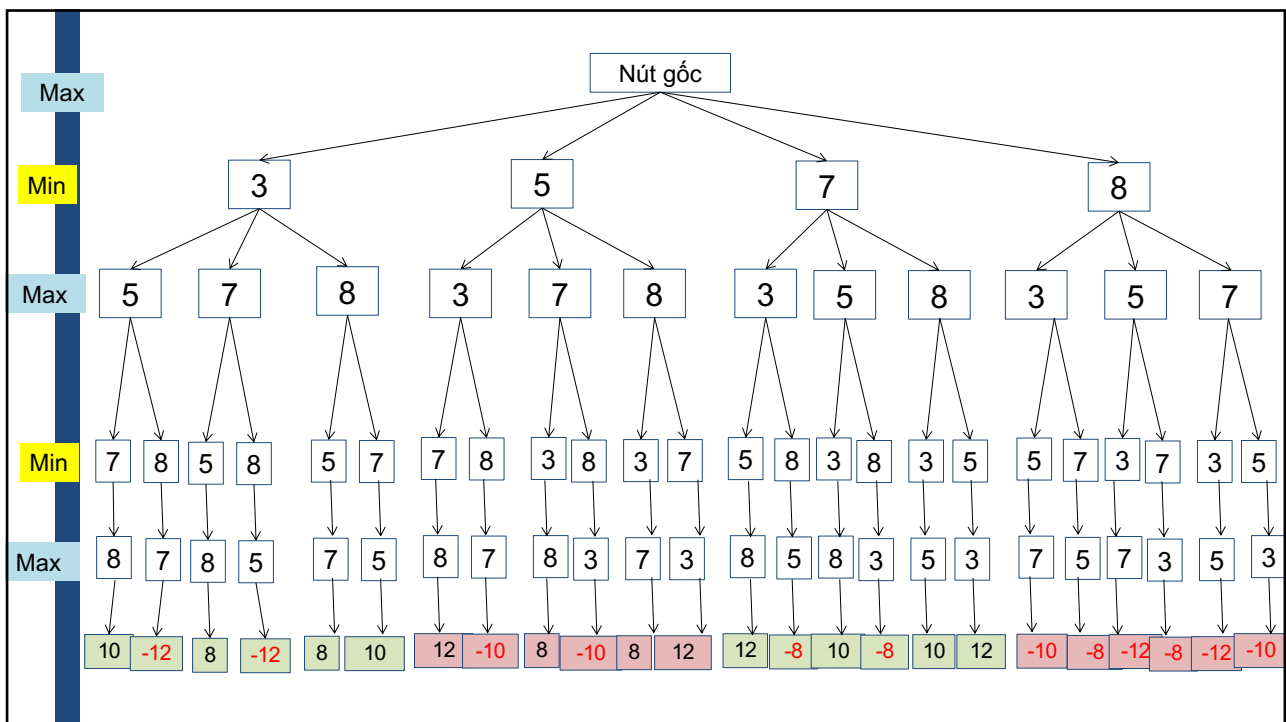 Nút gốc
Max
Min 3 5 7 8
Max 5 7 8 3 7 8 3 5 8 3 5 7
Min 7 8 5 8 5 7 7 8 3 8 3 7 5 8 3 8 3 5 5 7 3 7 3 5
Max 8 7 8 5 7 5 8 7 8 3 7 3 8 5 8 3 5 3 7 5 7 3 5 3
10 -12 8 -12 8 10 12 -10 8 -10 8 12 12 -8 10 -8 10 12 -10 -8 -12 -8 -12 -10